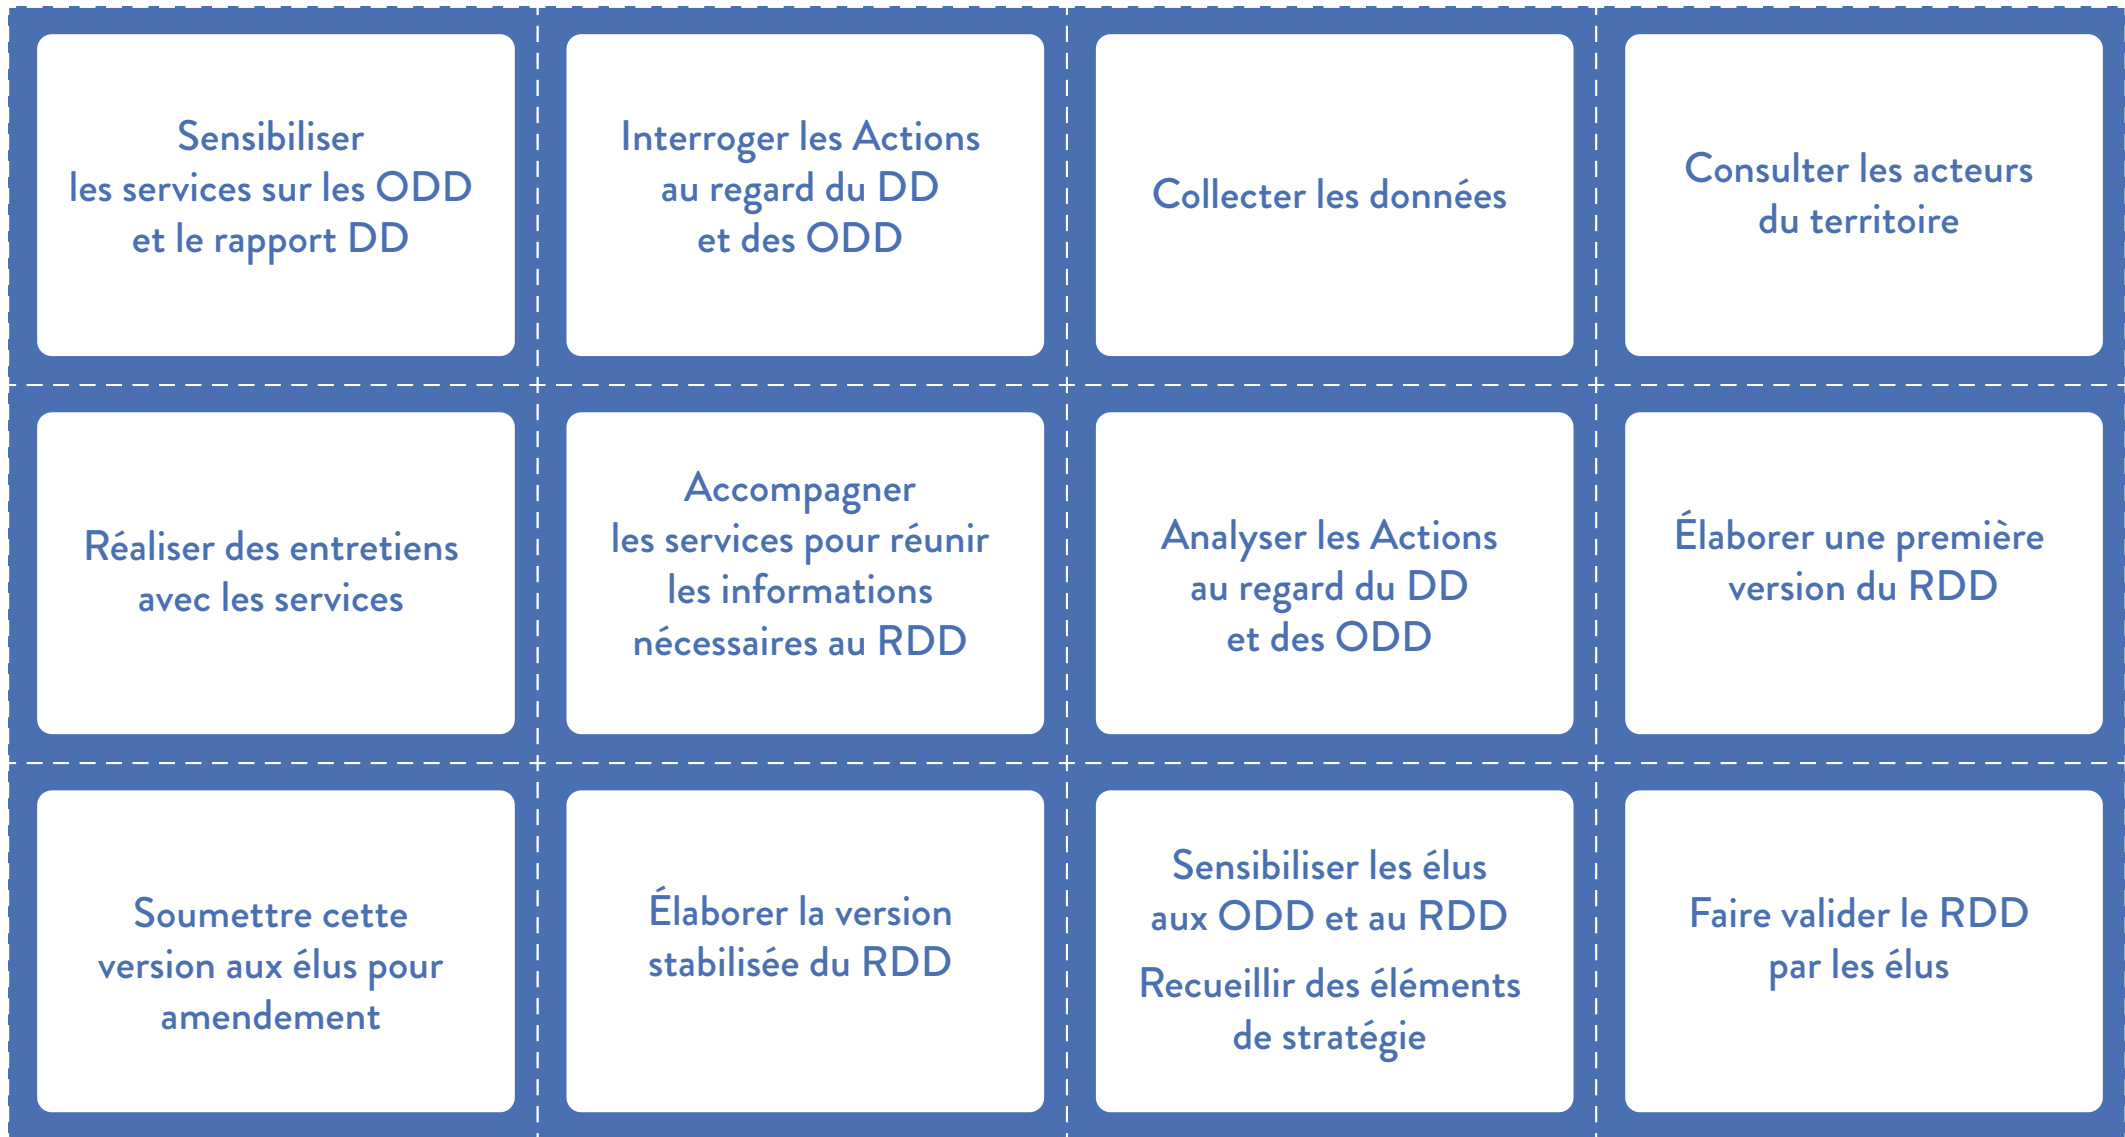 Sensibiliser
les services sur les ODD
et le rapport DD
Interroger les Actions
au regard du DD
et des ODD
Collecter les données
Consulter les acteurs
du territoire
Réaliser des entretiens
avec les services
Accompagner
les services pour réunir
les informations
nécessaires au RDD
Analyser les Actions
au regard du DD
et des ODD
Élaborer une première
version du RDD
Soumettre cette
version aux élus pour
amendement
Élaborer la version
stabilisée du RDD
Sensibiliser les élus
aux ODD et au RDD
Recueillir des éléments
de stratégie
Faire valider le RDD
par les élus